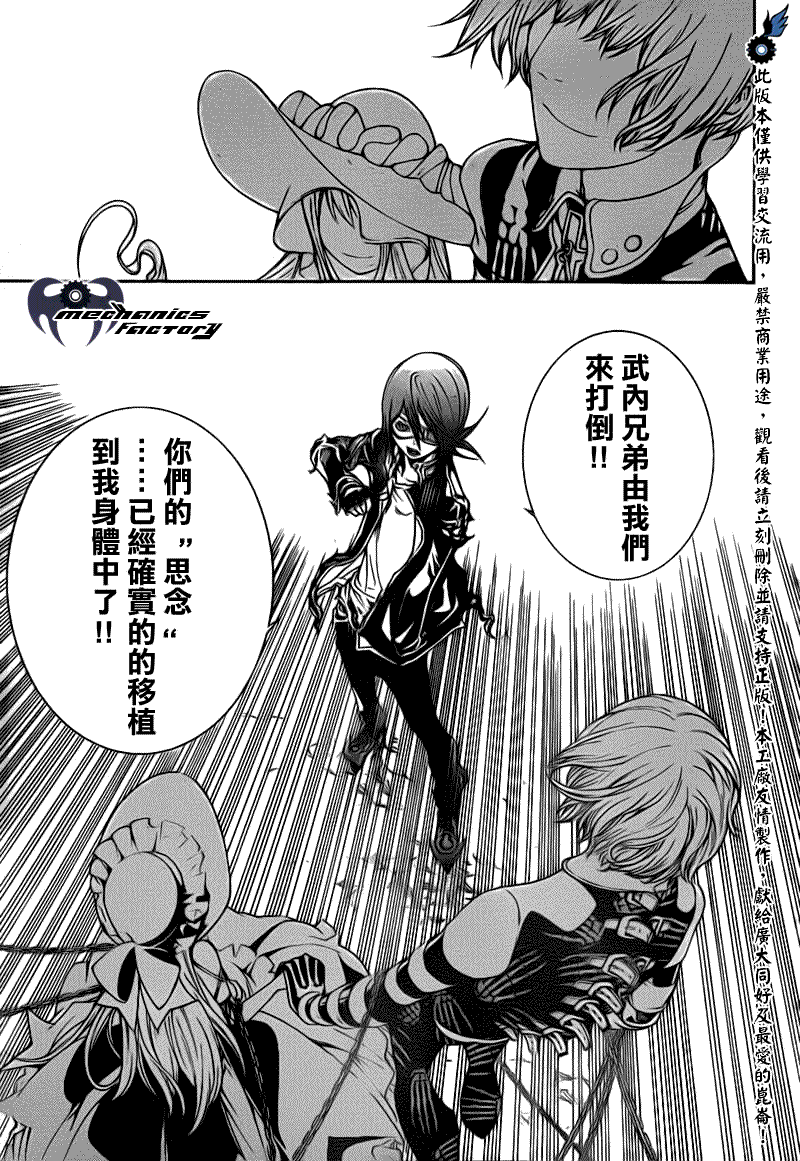 武內兄弟由我們
來打倒!!
你們的”思念“
……已經確實的的移植
到我身體中了!!
mechanics
factory
此版本僅供學習交流用，嚴禁商業用途，觀看後請立刻刪除並請支持正版！本工廠友情製作，獻給廣大同好及最愛的崑崙！